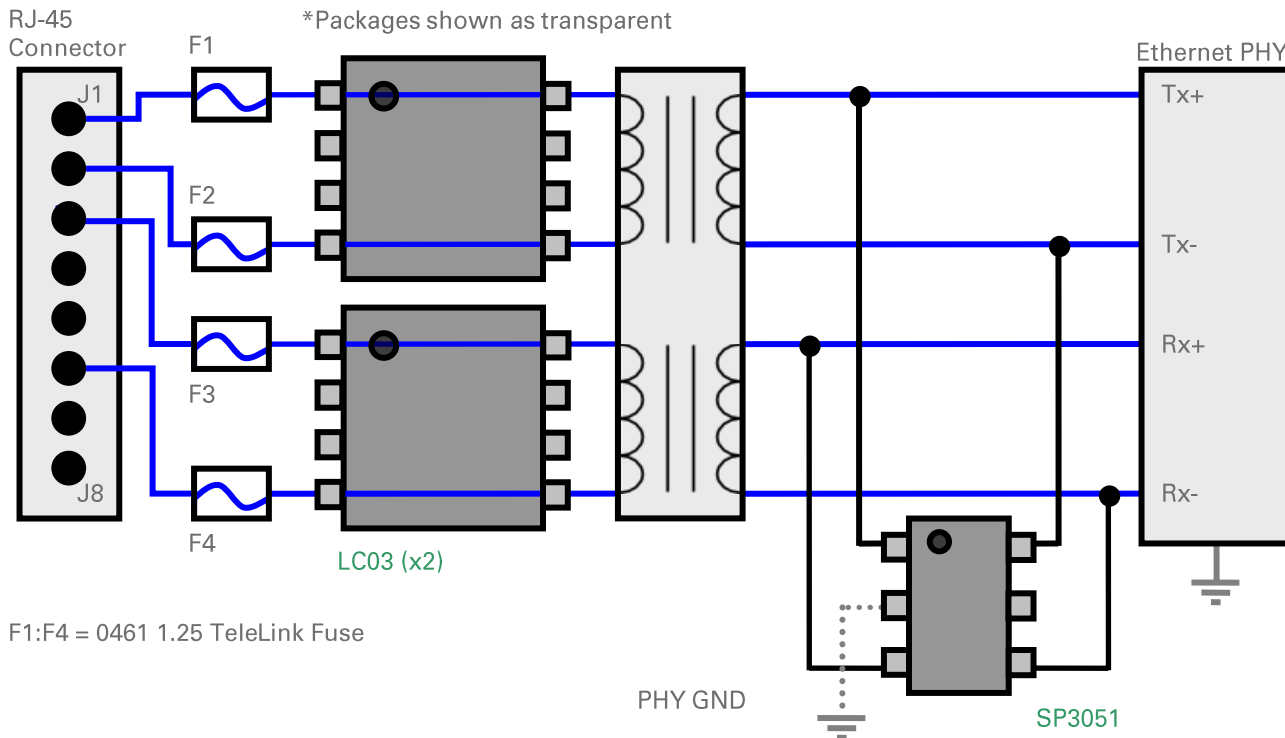 RJ-45
Connector
*Packages shown as transparent
F1
Ethernet PHY
J1
Tx+
F2
Tx-
Rx+
F3
J8
Rx-
F4
LC03 (x2)
F1:F4 = 0461 1.25 TeleLink Fuse
PHY GND
SP3051